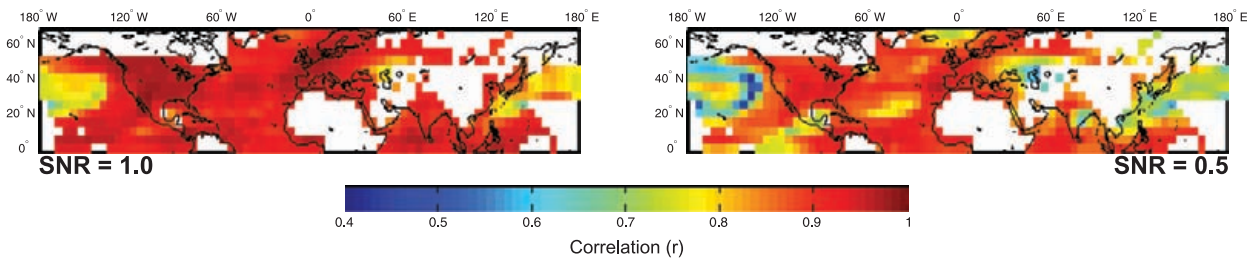 180° W 120° W 60 W 0° 60 E 120° E 180° E
60° N
40° N
20° N
0°
SNR = 1.0
180° W 120° W 60° W 0° 60 E 120° E 180° E
60° N
40° N
20° N
0°
SNR = 0.5
0.4 0.5 0.6 0.7 0.8 0.9 1
Correlation (r)